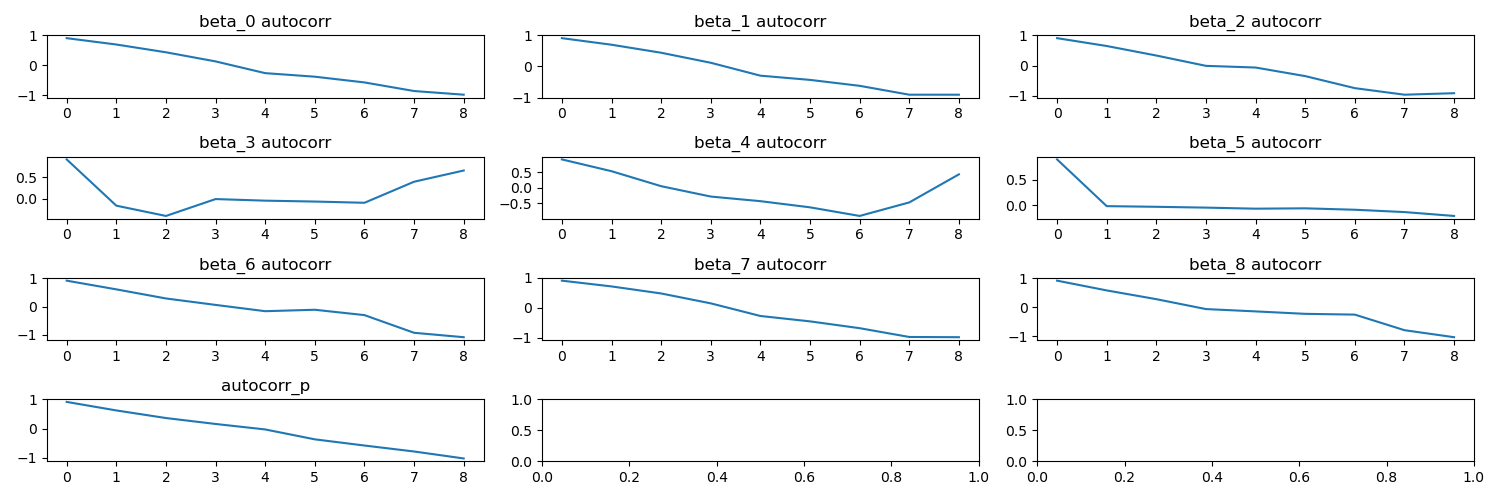 beta_0 autocorr
beta_1 autocorr
beta_2 autocorr
1
0
−1
0 1 2 3 4 5 6 7 8
1
0
−1
0 1 2 3 4 5 6 7 8
1
0
−1
0 1 2 3 4 5 6 7 8
beta_3 autocorr
beta_4 autocorr
beta_5 autocorr
0.5
0.0
0 1 2 3 4 5 6 7 8
0.5
0.0
−0.5
0 1 2 3 4 5 6 7 8
0.5
0.0
0 1 2 3 4 5 6 7 8
beta_6 autocorr
beta_7 autocorr
beta_8 autocorr
1
0
−1
0 1 2 3 4 5 6 7 8
1
0
−1
0 1 2 3 4 5 6 7 8
1
0
−1
0 1 2 3 4 5 6 7 8
autocorr_p
1
0
−1
0 1 2 3 4 5 6 7 8
1.0
0.5
0.0
0.0 0.2 0.4 0.6 0.8 1.0
1.0
0.5
0.0
0.0 0.2 0.4 0.6 0.8 1.0